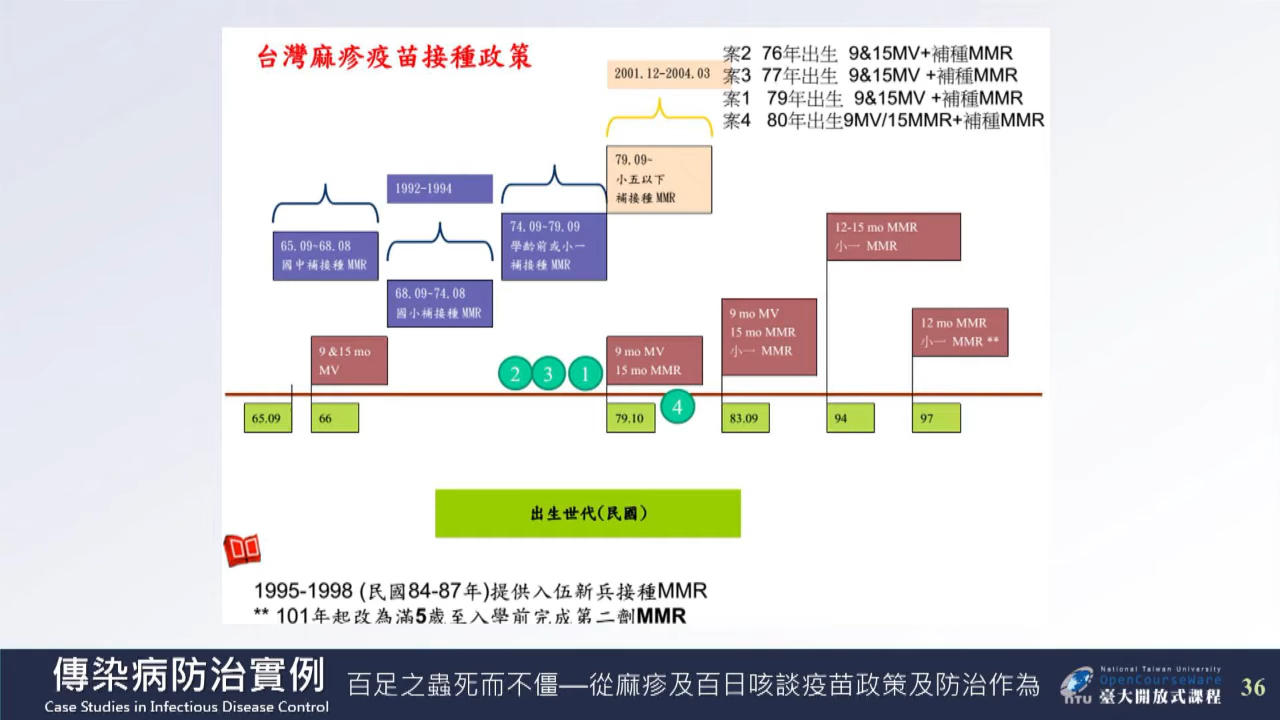 台灣麻疹疫苗接種政策
案2 76年出生 9&15MV+補種MMR
案3 77年出生 9&15MV +補種MMR
案1 79年出生 9&15MV +補種MMR
案4 80年出生9MV/15MMR+補種MMR
2001.12-2004.03
79.09~
小五以下
補接種MMR
1992-1994
65.09~68.08
國中補接種MMR
68.09~74.08
國小補接種MMR
74.09~79.09
學齡前或小一
補接種MMR
12-15 mo MMR
小一 MMR
9 mo MV
15 mo MMR
小一 MMR
12 mo MMR
小一 MMR **
9 &15 mo
MV
2
3
1
9 mo MV
15 mo MMR
4
65.09
66
79.10
83.09
94
97
出生世代(民國)
1995-1998 (民國84-87年)提供入伍新兵接種MMR
** 101年起改為滿5歲至入學前完成第二劑MMR
傳染病防治實例
Case Studies in Infectious Disease Control
百足之蟲死而不僵—從麻疹及百日咳談疫苗政策及防治作為
NTU
National Taiwan University
OpenCourseWare
臺大開放式課程
36